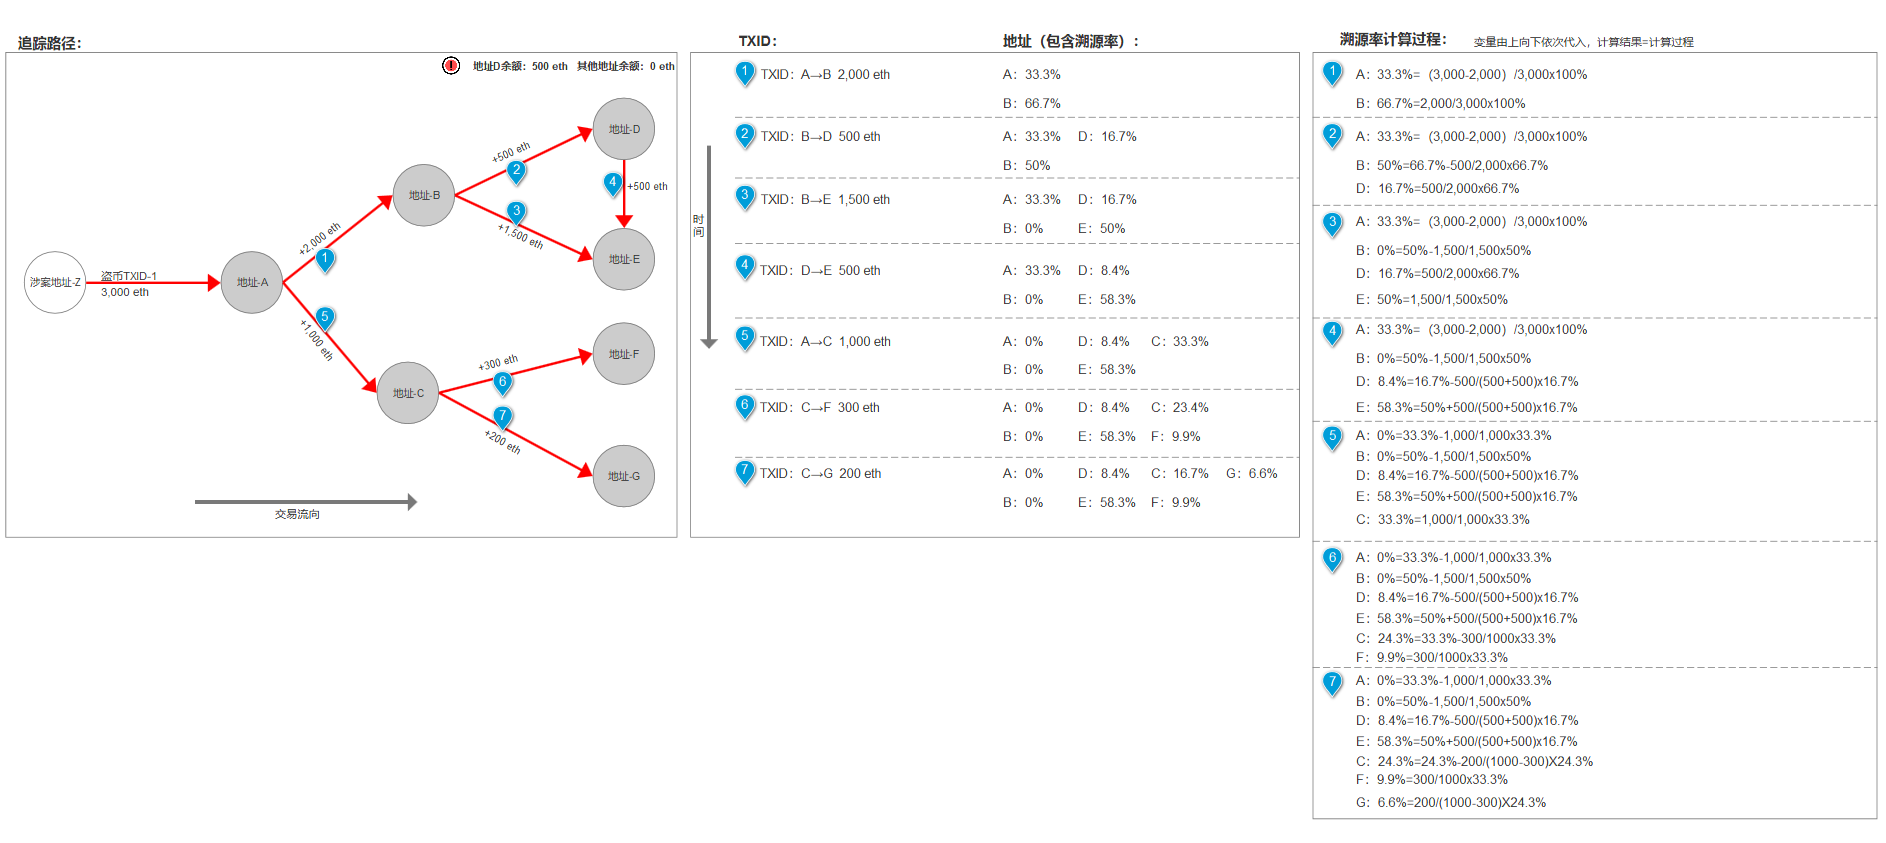 追踪路径：
地址D余额：500 eth 其他地址余额：0 eth
涉案地址-Z
盗币TXID-1
3,000 eth
地址-A
+2,000 eth
1
地址-B
+500 eth
2
地址-D
4
+500 eth
3
+1,500 eth
地址-E
5
+1,000 eth
地址-C
+300 eth
6
地址-F
7
+200 eth
地址-G
交易流向
TXID：
地址（包含溯源率）：
时间
1 TXID：A→B 2,000 eth A：33.3%
B：66.7%
2 TXID：B→D 500 eth A：33.3% D：16.7%
B：50%
3 TXID：B→E 1,500 eth A：33.3% D：16.7%
B：0% E：50%
4 TXID：D→E 500 eth A：33.3% D：8.4%
B：0% E：58.3%
5 TXID：A→C 1,000 eth A：0% D：8.4% C：33.3%
B：0% E：58.3%
6 TXID：C→F 300 eth A：0% D：8.4% C：23.4%
B：0% E：58.3% F：9.9%
7 TXID：C→G 200 eth A：0% D：8.4% C：16.7% G：6.6%
B：0% E：58.3% F：9.9%
溯源率计算过程： 变量由上向下依次代入，计算结果=计算过程
1 A：33.3%=（3,000-2,000）/3,000x100%
B：66.7%=2,000/3,000x100%
2 A：33.3%=（3,000-2,000）/3,000x100%
B：50%=66.7%-500/2,000x66.7%
D：16.7%=500/2,000x66.7%
3 A：33.3%=（3,000-2,000）/3,000x100%
B：0%=50%-1,500/1,500x50%
D：16.7%=500/2,000x66.7%
E：50%=1,500/1,500x50%
4 A：33.3%=（3,000-2,000）/3,000x100%
B：0%=50%-1,500/1,500x50%
D：8.4%=16.7%-500/(500+500)x16.7%
E：58.3%=50%+500/(500+500)x16.7%
5 A：0%=33.3%-1,000/1,000x33.3%
B：0%=50%-1,500/1,500x50%
D：8.4%=16.7%-500/(500+500)x16.7%
E：58.3%=50%+500/(500+500)x16.7%
C：33.3%=1,000/1,000x33.3%
6 A：0%=33.3%-1,000/1,000x33.3%
B：0%=50%-1,500/1,500x50%
D：8.4%=16.7%-500/(500+500)x16.7%
E：58.3%=50%+500/(500+500)x16.7%
C：24.3%=33.3%-300/1000x33.3%
F：9.9%=300/1000x33.3%
7 A：0%=33.3%-1,000/1,000x33.3%
B：0%=50%-1,500/1,500x50%
D：8.4%=16.7%-500/(500+500)x16.7%
E：58.3%=50%+500/(500+500)x16.7%
C：24.3%=24.3%-200/(1000-300)X24.3%
F：9.9%=300/1000x33.3%
G：6.6%=200/(1000-300)X24.3%